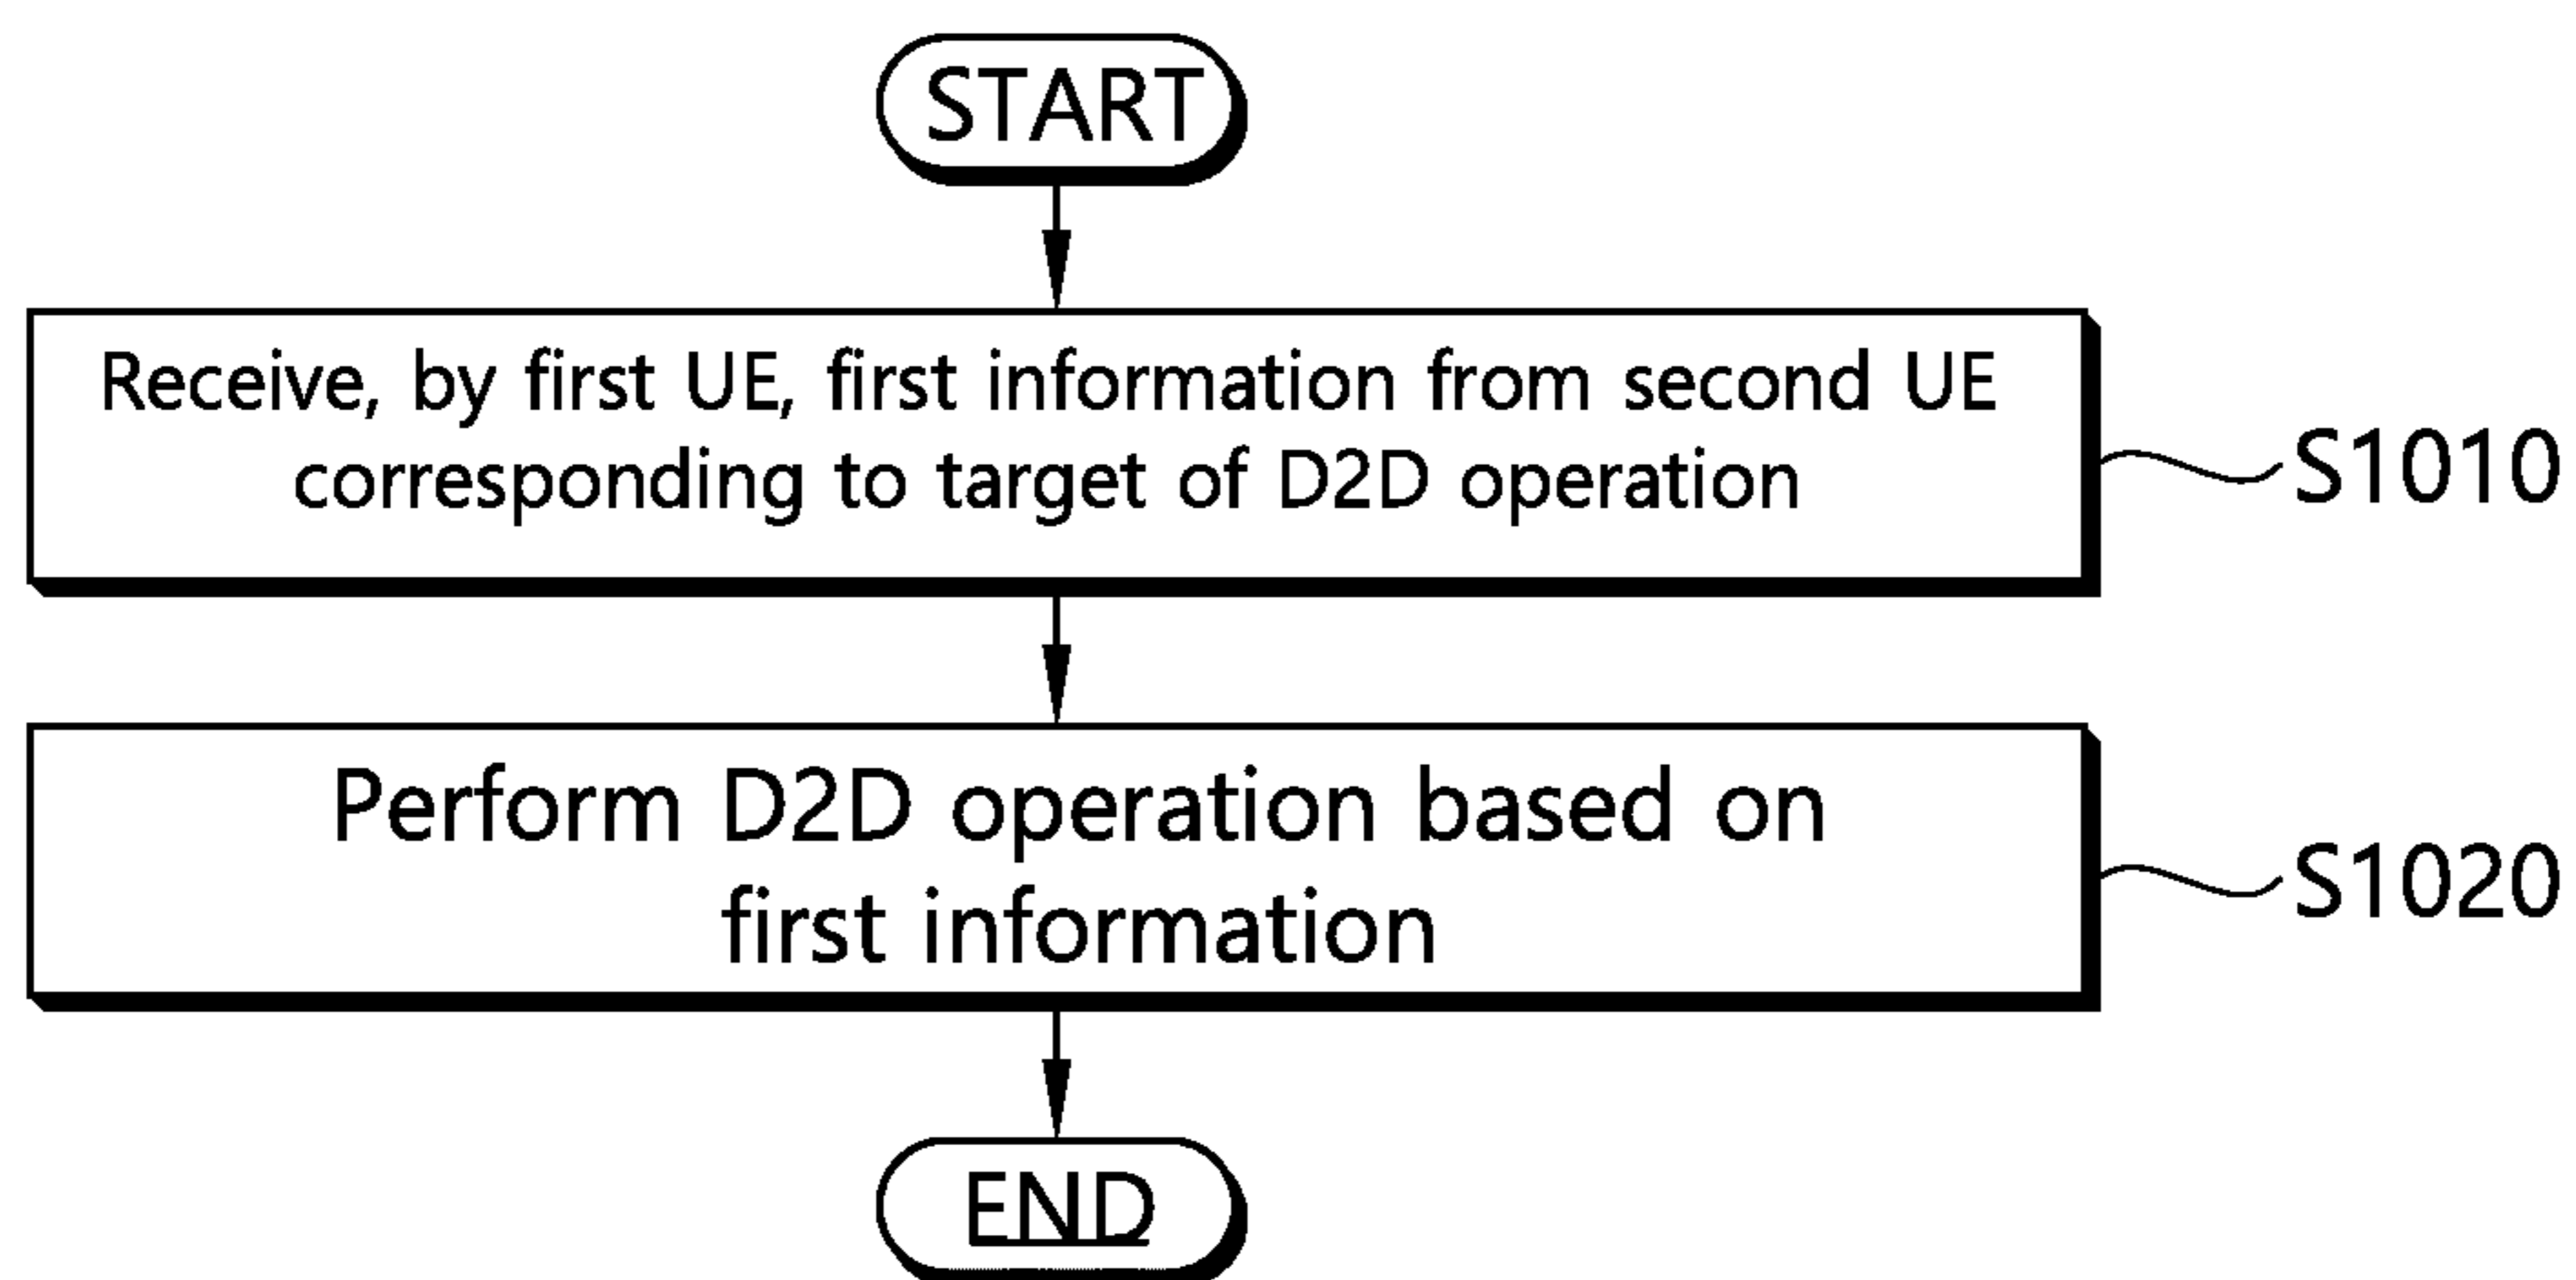 START
Receive, by first UE, first information from second UE
corresponding to target of D2D operation
S1010
Perform D2D operation based on
first information
S1020
END